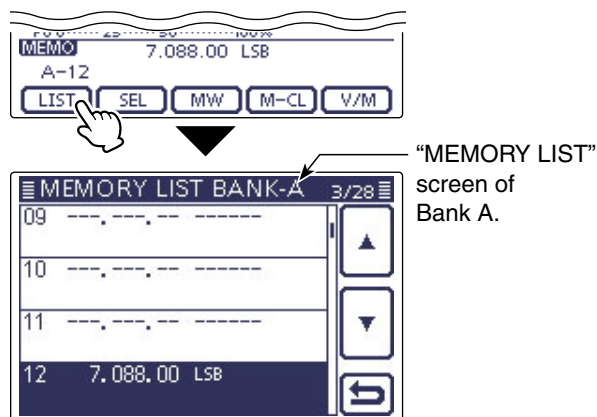 MEMO 7.088.00 LSB
A-12
LIST SEL MW M-CL V/M
"MEMORY LIST"
screen of
Bank A.
MEMORY LIST BANK-A 3/28
09 ---.---.-- ------
10 ---.---.-- ------
11 ---.---.-- ------
12 7.088.00 LSB